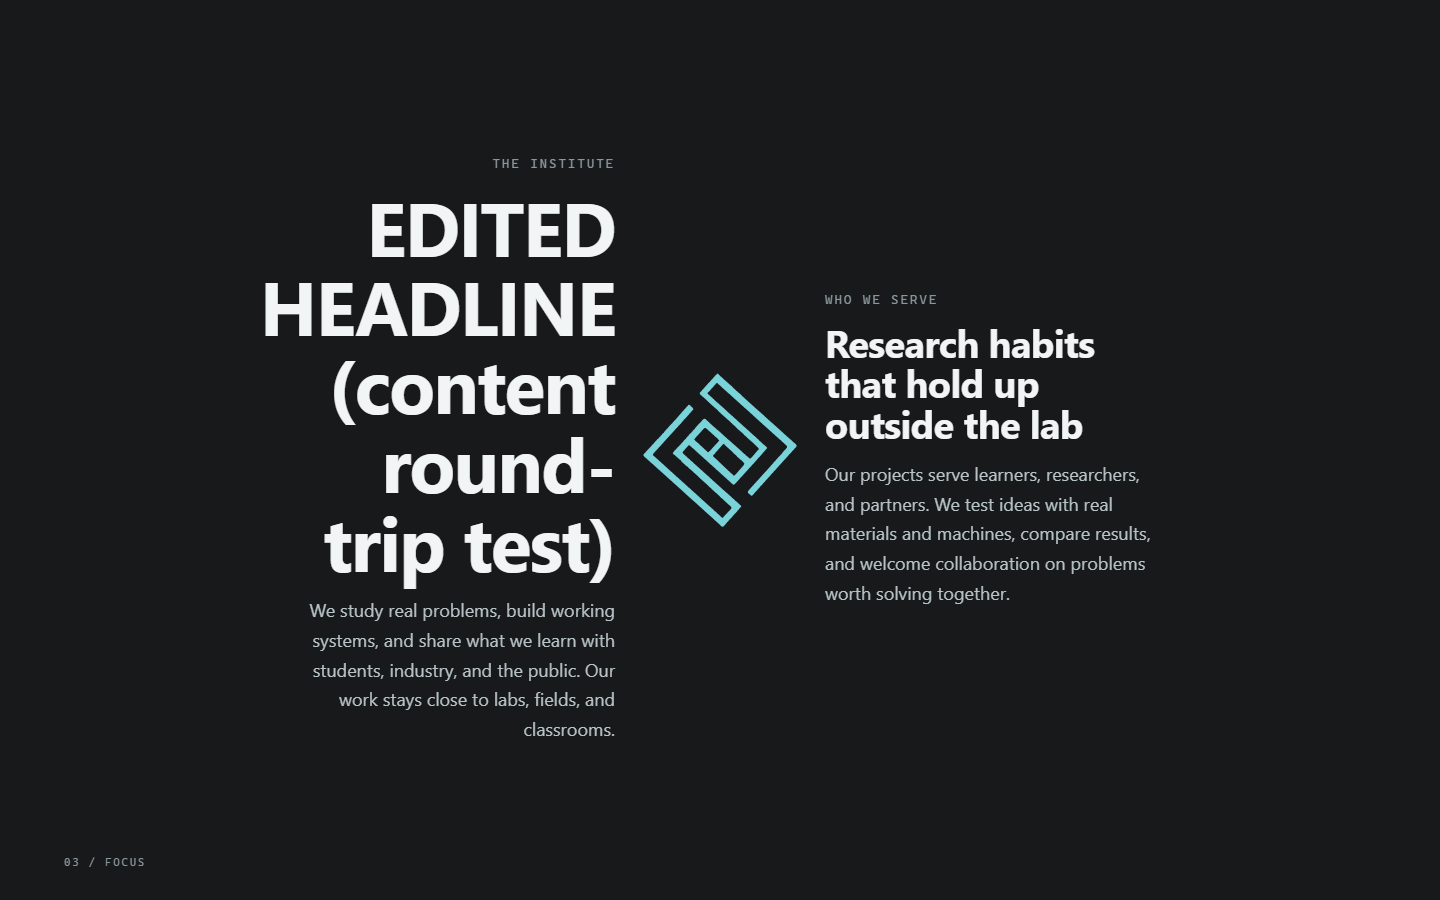 THE INSTITUTE
EDITED
HEADLINE
(content
round-
trip test)
We study real problems, build working
systems, and share what we learn with
students, industry, and the public. Our
work stays close to labs, fields, and
classrooms.
WHO WE SERVE
Research habits
that hold up
outside the lab
Our projects serve learners, researchers,
and partners. We test ideas with real
materials and machines, compare results,
and welcome collaboration on problems
worth solving together.
03 / FOCUS